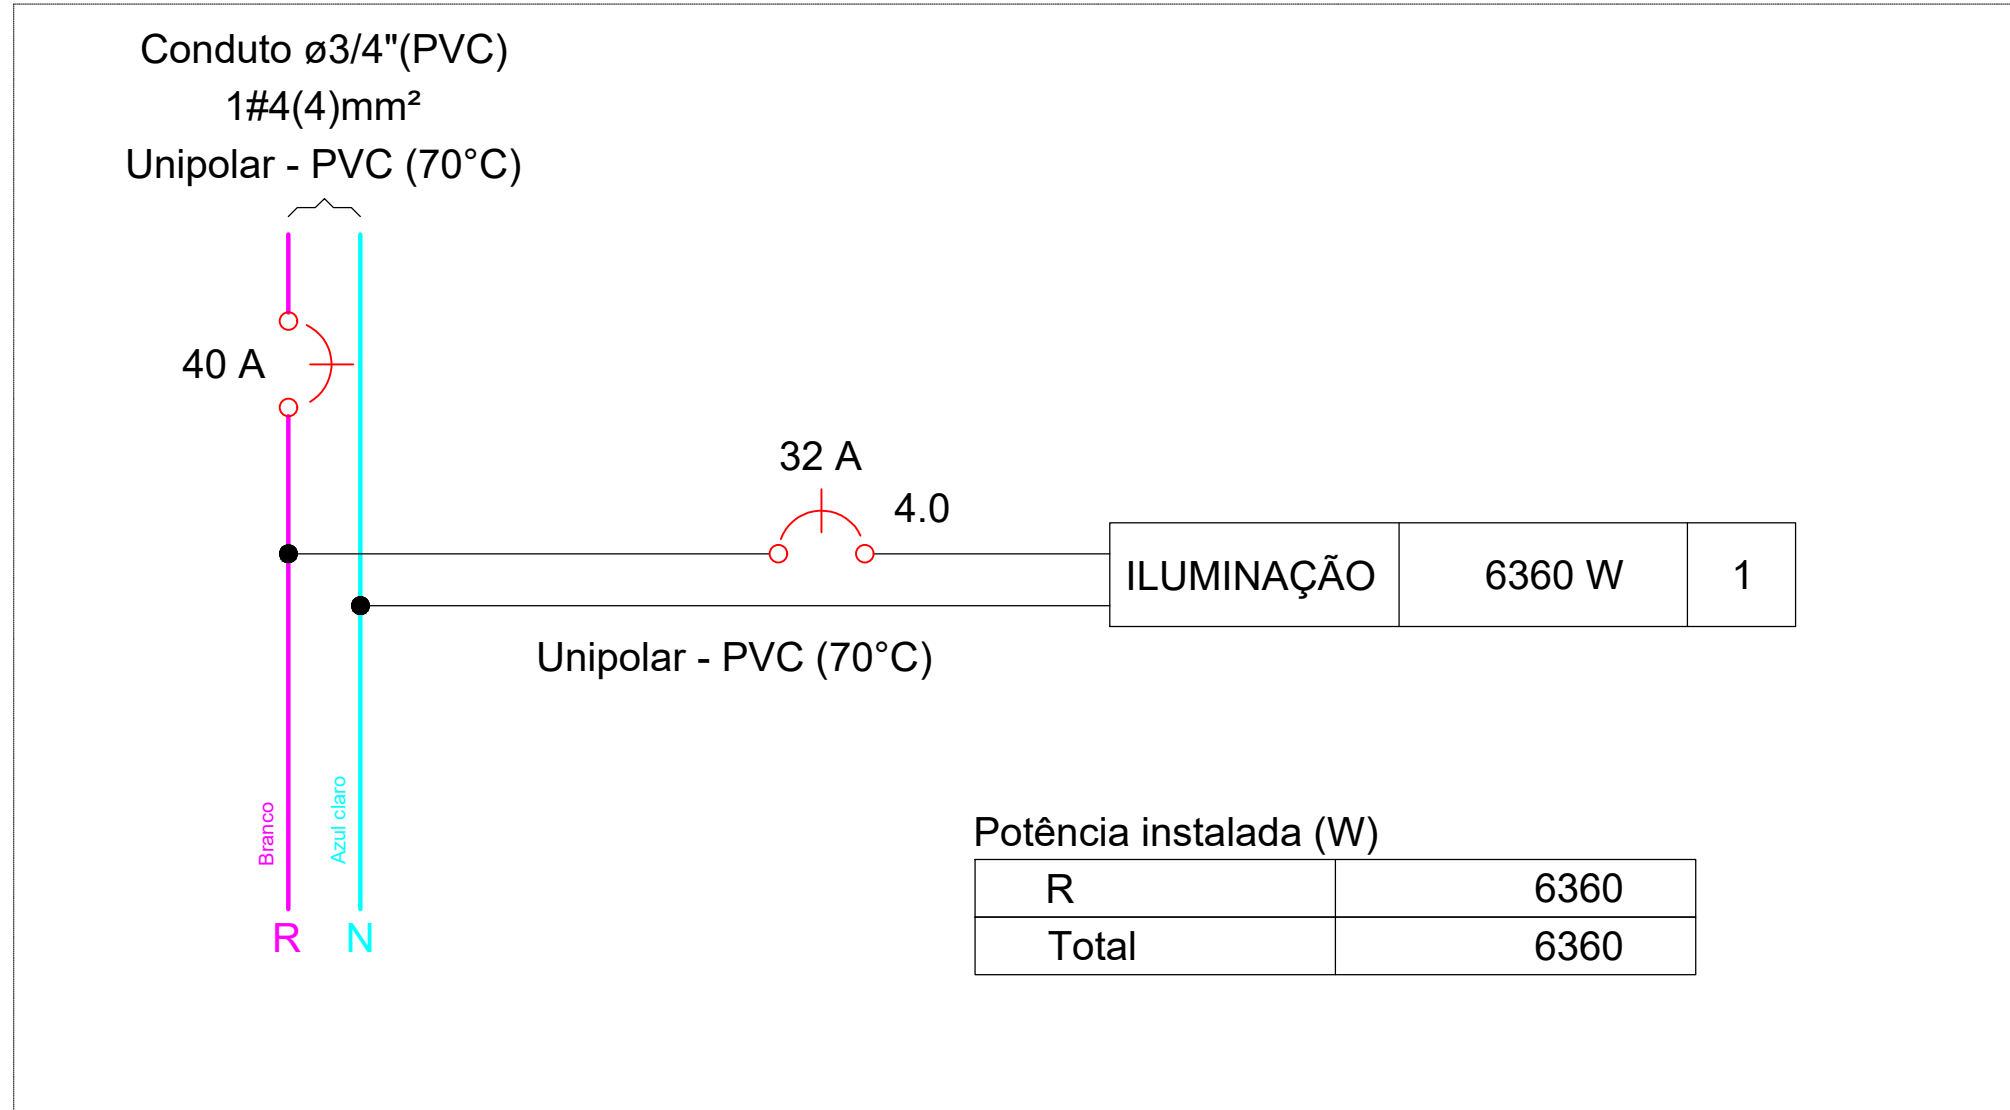 Conduto ø3/4"(PVC)
1#4(4)mm²
Unipolar - PVC (70°C)
40 A
32 A
4.0
ILUMINAÇÃO 6360 W 1
Unipolar - PVC (70°C)
Branco
Azul claro
R N
Potência instalada (W)
R 6360
Total 6360